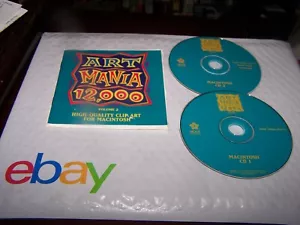 ART
MANIA
12,000
VOLUME 2
HIGH-QUALITY CLIP-ART
FOR MACINTOSH
MACINTOSH
CD 2
MACINTOSH
CD 1
ebay